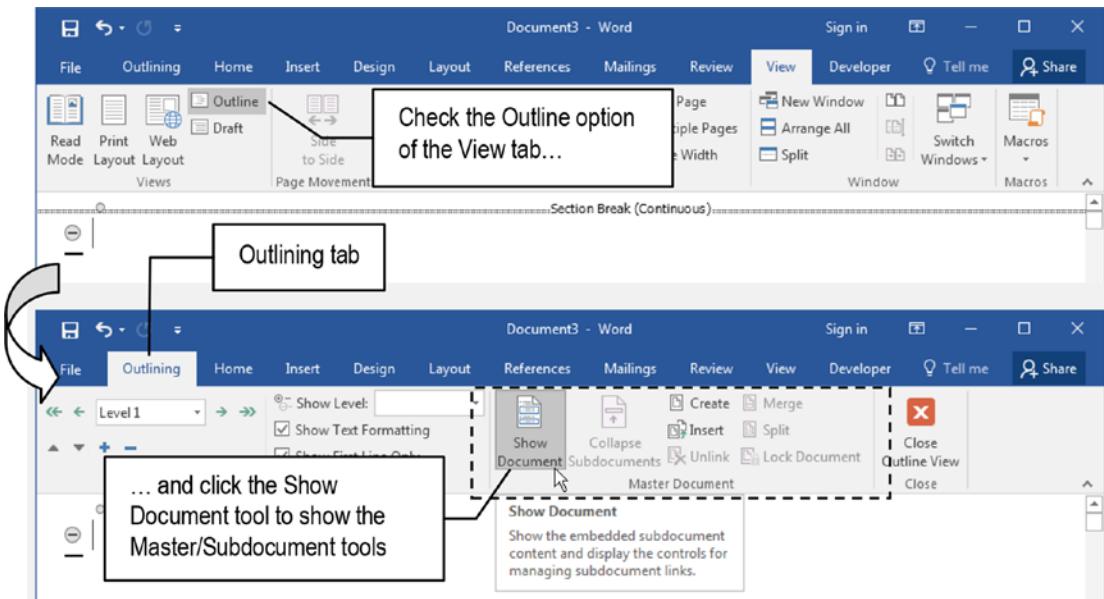 Document3 - Word Sign in
File Outlining Home Insert Design Layout References Mailings Review View Developer Tell me Share
Outline
Draft
Read Mode
Print Layout
Web Layout
Side to Side
Views
Page Movement
Check the Outline option
of the View tab…
Page
Pages
Width
New Window
Arrange All
Split
Window
Switch
Windows
Macros
Macros
Section Break (Continuous)
Outlining tab
Document3 - Word Sign in
File Outlining Home Insert Design Layout References Mailings Review View Developer Tell me Share
Level 1
Show Level:
Show Text Formatting
Show First Line Only
Show
Document
Collapse
Subdocuments
Create
Insert
Unlink
Merge
Split
Lock Document
Master Document
Close
Outline View
Close
… and click the Show
Document tool to show the
Master/Subdocument tools
Show Document
Show the embedded subdocument
content and display the controls for
managing subdocument links.